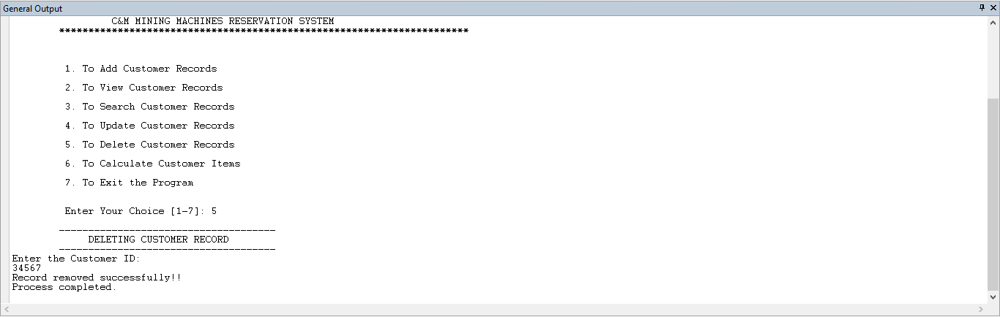 General Output
C&M MINING MACHINES RESERVATION SYSTEM
**********************************************************************
1. To Add Customer Records
2. To View Customer Records
3. To Search Customer Records
4. To Update Customer Records
5. To Delete Customer Records
6. To Calculate Customer Items
7. To Exit the Program
Enter Your Choice [1-7]: 5
_____________________________________
DELETING CUSTOMER RECORD
_____________________________________
Enter the Customer ID:
34567
Record removed successfully!!
Process completed.